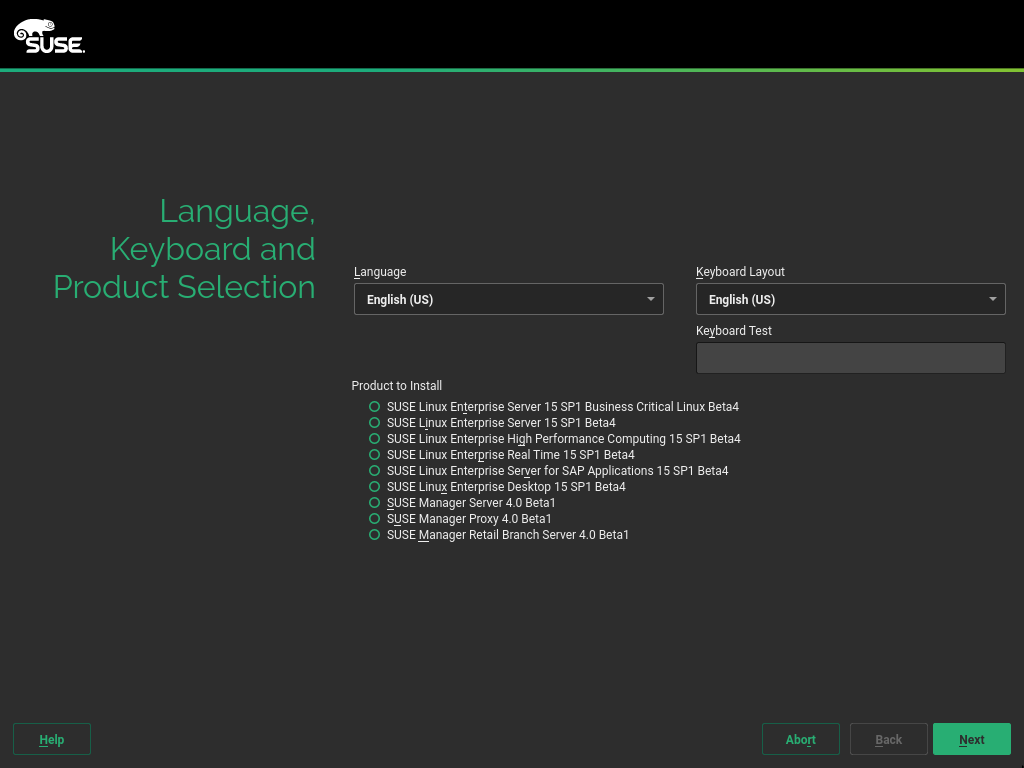 SUSE
Language,
Keyboard and
Product Selection
Language
Keyboard Layout
English (US)
English (US)
Keyboard Test
Product to Install
SUSE Linux Enterprise Server 15 SP1 Business Critical Linux Beta4
SUSE Linux Enterprise Server 15 SP1 Beta4
SUSE Linux Enterprise High Performance Computing 15 SP1 Beta4
SUSE Linux Enterprise Real Time 15 SP1 Beta4
SUSE Linux Enterprise Server for SAP Applications 15 SP1 Beta4
SUSE Linux Enterprise Desktop 15 SP1 Beta4
SUSE Manager Server 4.0 Beta1
SUSE Manager Proxy 4.0 Beta1
SUSE Manager Retail Branch Server 4.0 Beta1
Help
Abort
Back
Next